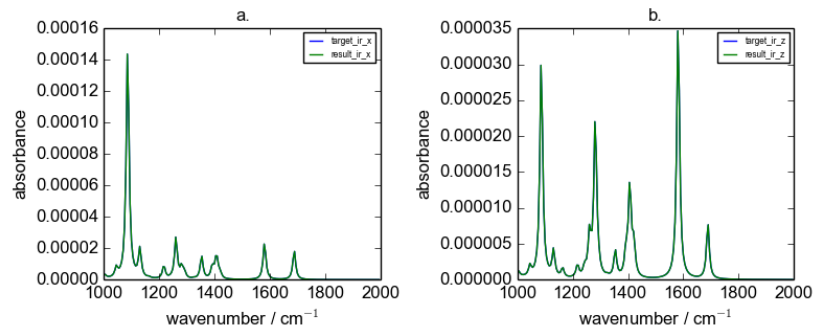 a.
0.00016
0.00014
0.00012
0.00010
0.00008
0.00006
0.00004
0.00002
0.00000
absorbance
target_ir_x
result_ir_x
1000 1200 1400 1600 1800 2000
wavenumber / cm⁻¹
b.
0.000035
0.000030
0.000025
0.000020
0.000015
0.000010
0.000005
0.000000
absorbance
target_ir_z
result_ir_z
1000 1200 1400 1600 1800 2000
wavenumber / cm⁻¹